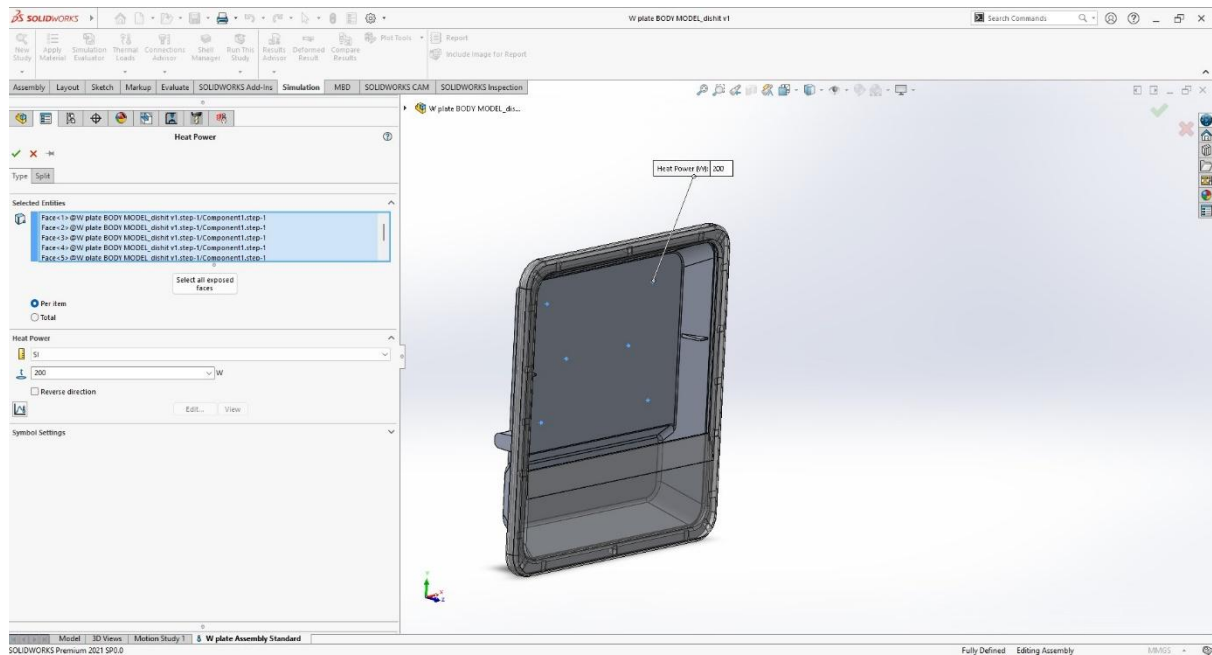 SOLIDWORKS
W plate BODY MODEL_dishit v1
Search Commands
New Study
Apply Material
Simulation Evaluator
Thermal Loads
Connections Advisor
Shell Manager
Run This Study
Results Advisor
Deformed Result
Compare Results
Plot Tools
Report
Include Image for Report
Assembly Layout Sketch Markup Evaluate SOLIDWORKS Add-Ins Simulation MBD SOLIDWORKS CAM SOLIDWORKS Inspection
W plate BODY MODEL_dis...
Heat Power
Type Split
Selected Entities
Face<1>@W plate BODY MODEL_dishit v1.step-1/Component1.step-1
Face<2>@W plate BODY MODEL_dishit v1.step-1/Component1.step-1
Face<3>@W plate BODY MODEL_dishit v1.step-1/Component1.step-1
Face<4>@W plate BODY MODEL_dishit v1.step-1/Component1.step-1
Face<5>@W plate BODY MODEL_dishit v1.step-1/Component1.step-1
Select all exposed
faces
Per item
Total
Heat Power
SI
200 W
Reverse direction
Edit... View
Symbol Settings
Heat Power (W): 200
Model 3D Views Motion Study 1 W plate Assembly Standard
SOLIDWORKS Premium 2021 SP0.0
Fully Defined Editing Assembly MMGS